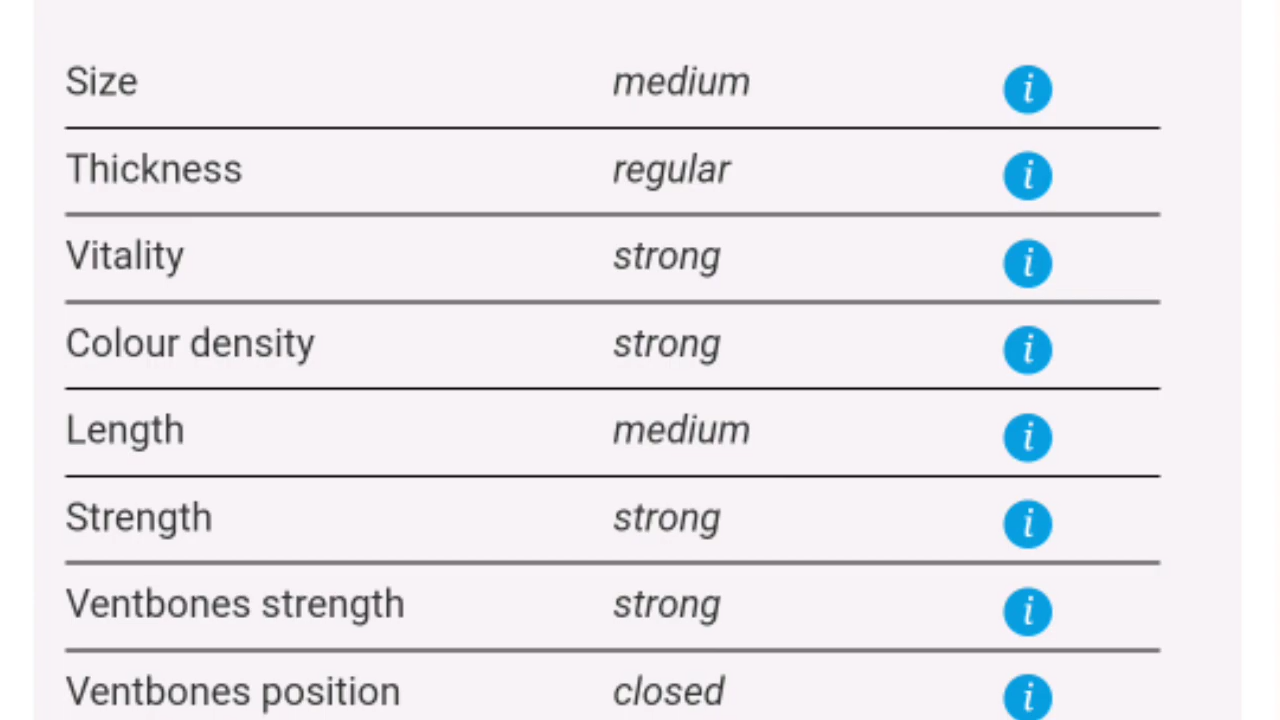 Size medium i
Thickness regular i
Vitality strong i
Colour density strong i
Length medium i
Strength strong i
Ventbones strength strong i
Ventbones position closed i